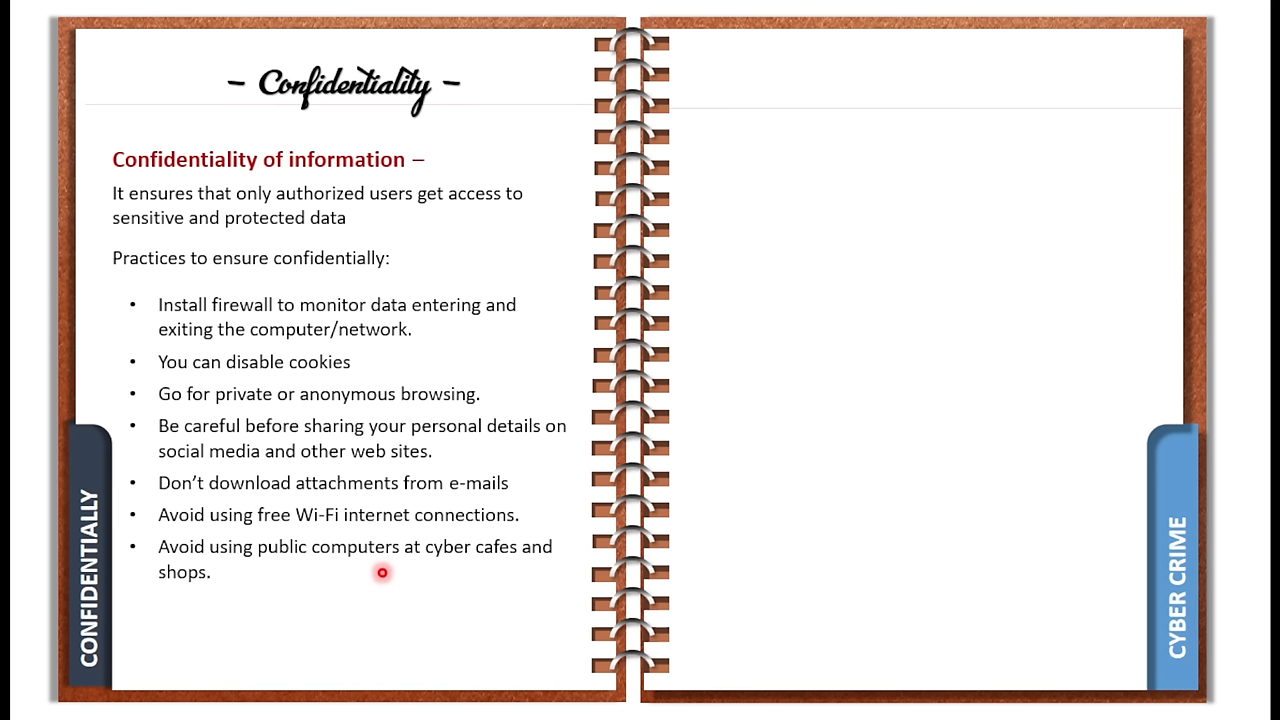 – Confidentiality –
Confidentiality of information –
It ensures that only authorized users get access to
sensitive and protected data
Practices to ensure confidentially:
• Install firewall to monitor data entering and
exiting the computer/network.
• You can disable cookies
• Go for private or anonymous browsing.
• Be careful before sharing your personal details on
social media and other web sites.
• Don’t download attachments from e-mails
• Avoid using free Wi-Fi internet connections.
• Avoid using public computers at cyber cafes and
shops.
CONFIDENTIALLY
CYBER CRIME